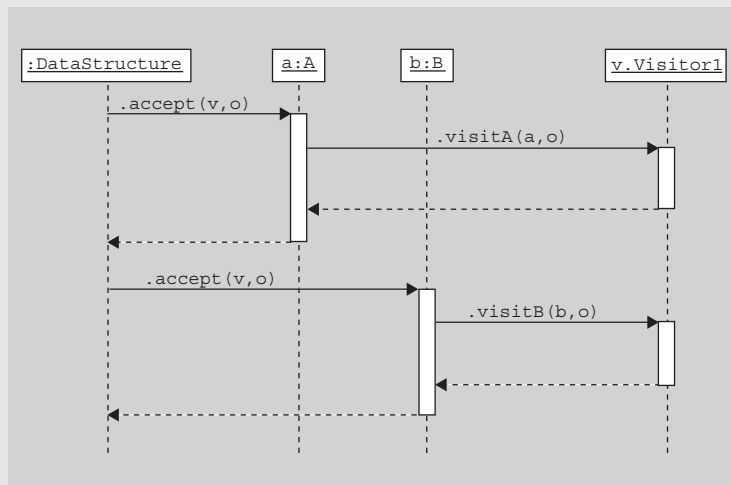 :DataStructure
a:A
b:B
v.Visitor1
.accept(v,o)
.visitA(a,o)
.accept(v,o)
.visitB(b,o)